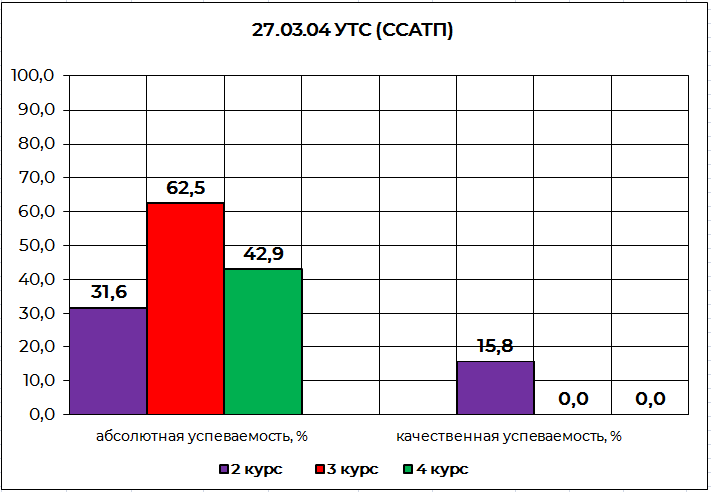 27.03.04 УТС (ССАТП)
100,0
90,0
80,0
70,0
60,0
50,0
40,0
30,0
20,0
10,0
0,0
31,6
62,5
42,9
15,8
0,0
0,0
абсолютная успеваемость, %
качественная успеваемость, %
2 курс
3 курс
4 курс